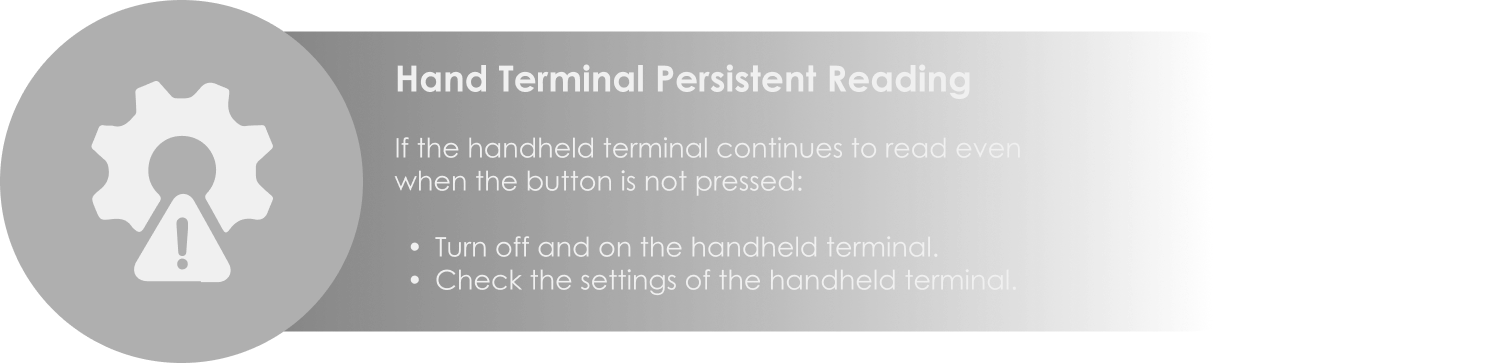 Hand Terminal Persistent Reading
If the handheld terminal continues to read even
when the button is not pressed:
• Turn off and on the handheld terminal.
• Check the settings of the handheld terminal.